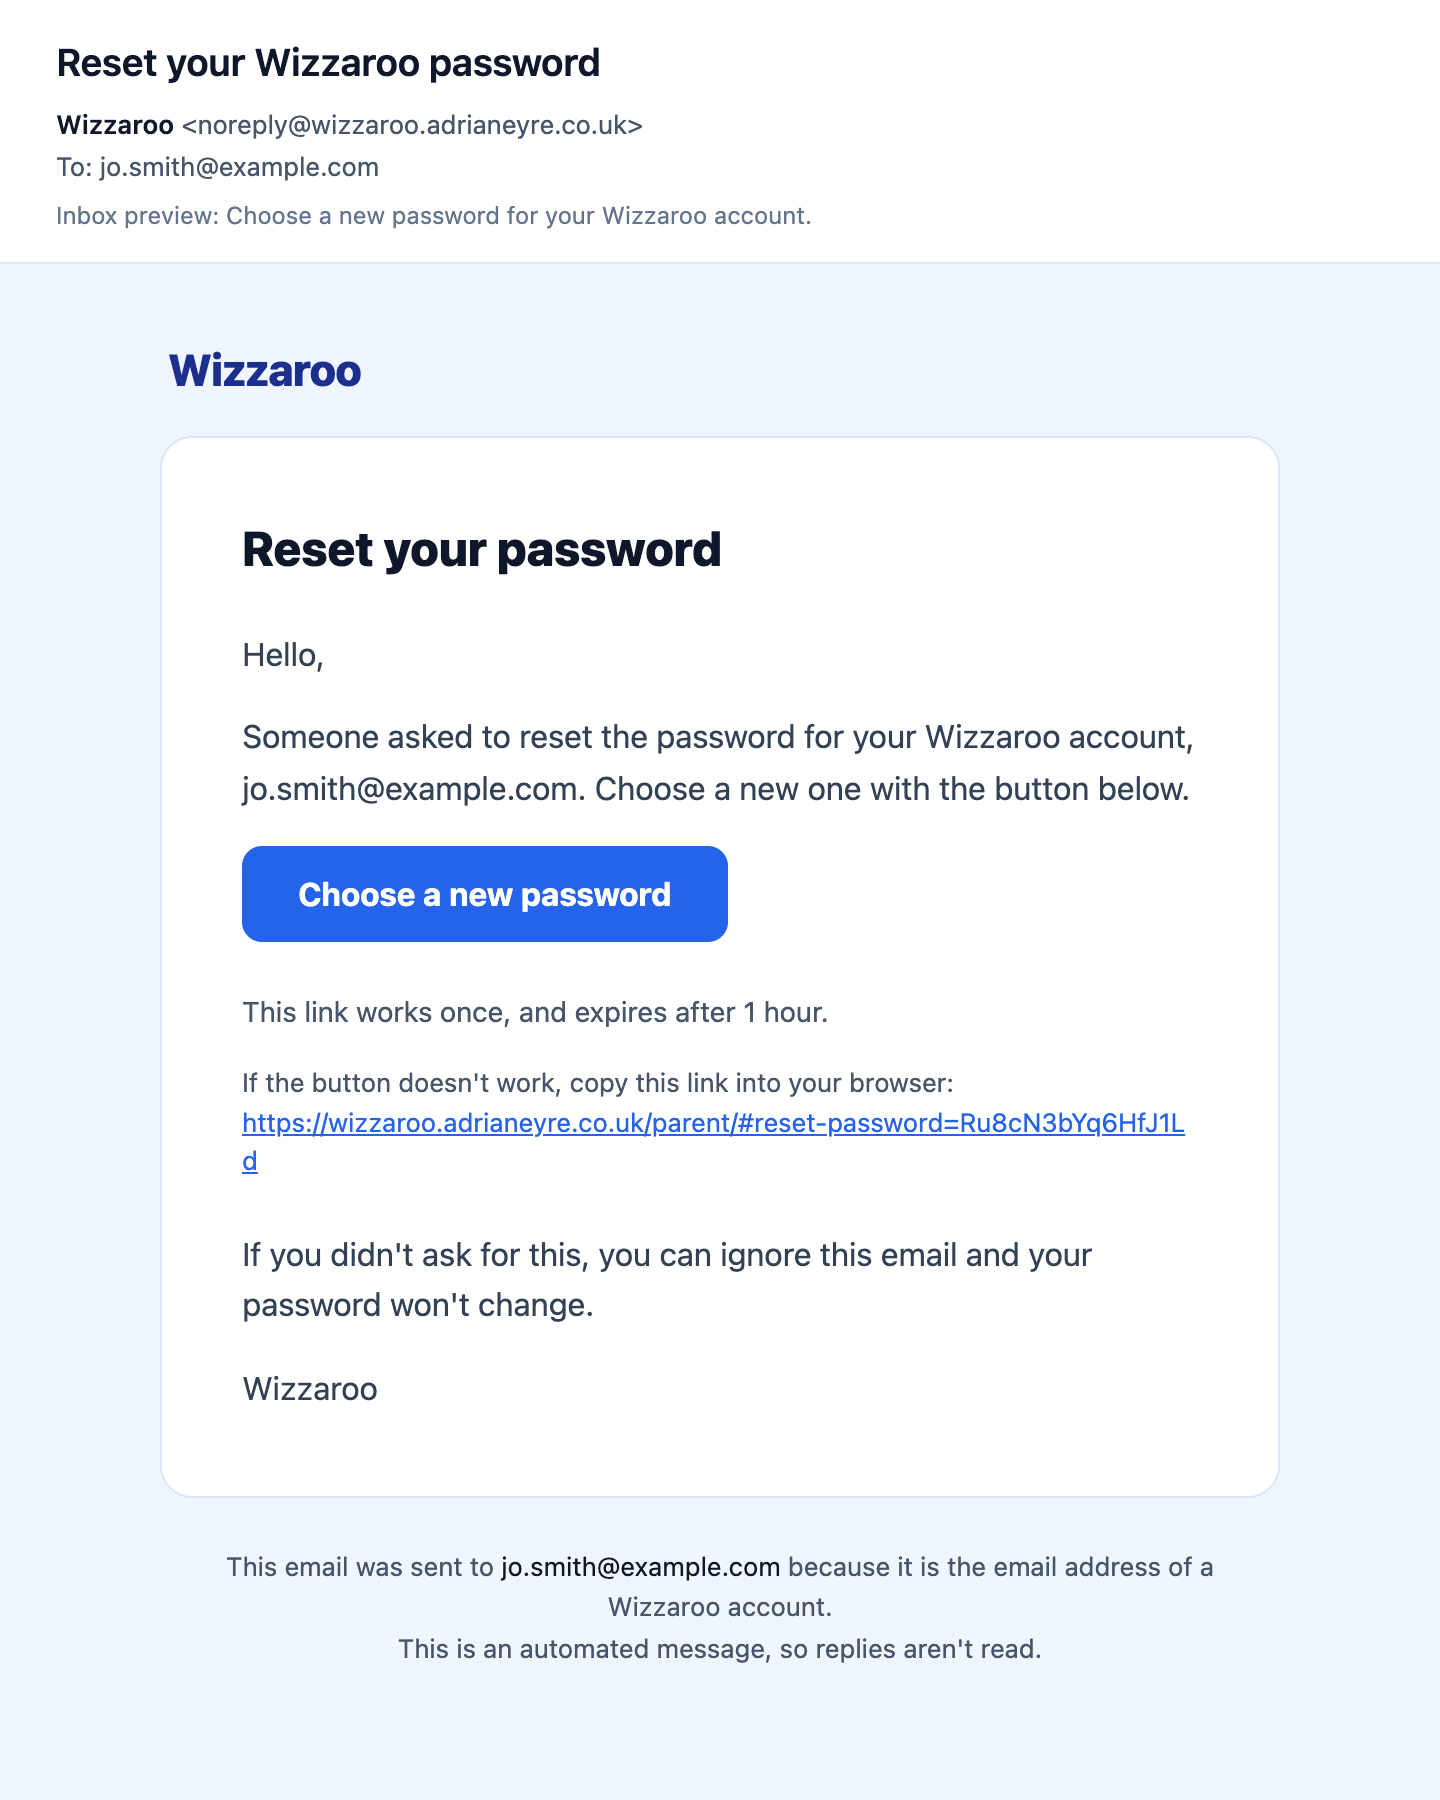 Reset your Wizzaroo password
Wizzaroo <noreply@wizzaroo.adrianeyre.co.uk>
To: jo.smith@example.com
Inbox preview: Choose a new password for your Wizzaroo account.
Wizzaroo
Reset your password
Hello,
Someone asked to reset the password for your Wizzaroo account,
jo.smith@example.com. Choose a new one with the button below.
Choose a new password
This link works once, and expires after 1 hour.
If the button doesn't work, copy this link into your browser:
https://wizzaroo.adrianeyre.co.uk/parent/#reset-password=Ru8cN3bYq6HfJ1L
d
If you didn't ask for this, you can ignore this email and your
password won't change.
Wizzaroo
This email was sent to jo.smith@example.com because it is the email address of a
Wizzaroo account.
This is an automated message, so replies aren't read.